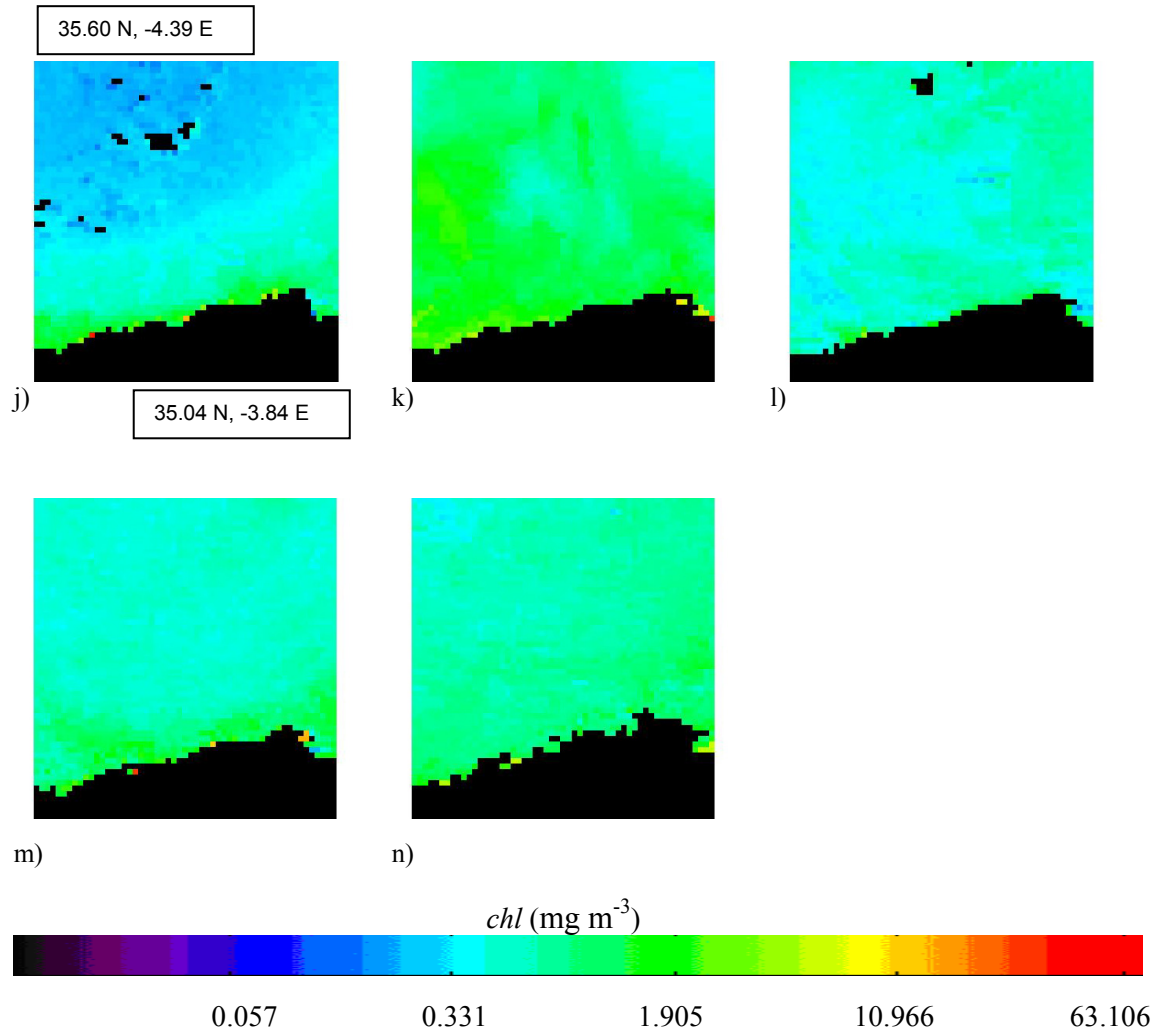 35.60 N, -4.39 E
j)
k)
l)
35.04 N, -3.84 E
m)
n)
chl (mg m⁻³)
0.057 0.331 1.905 10.966 63.106